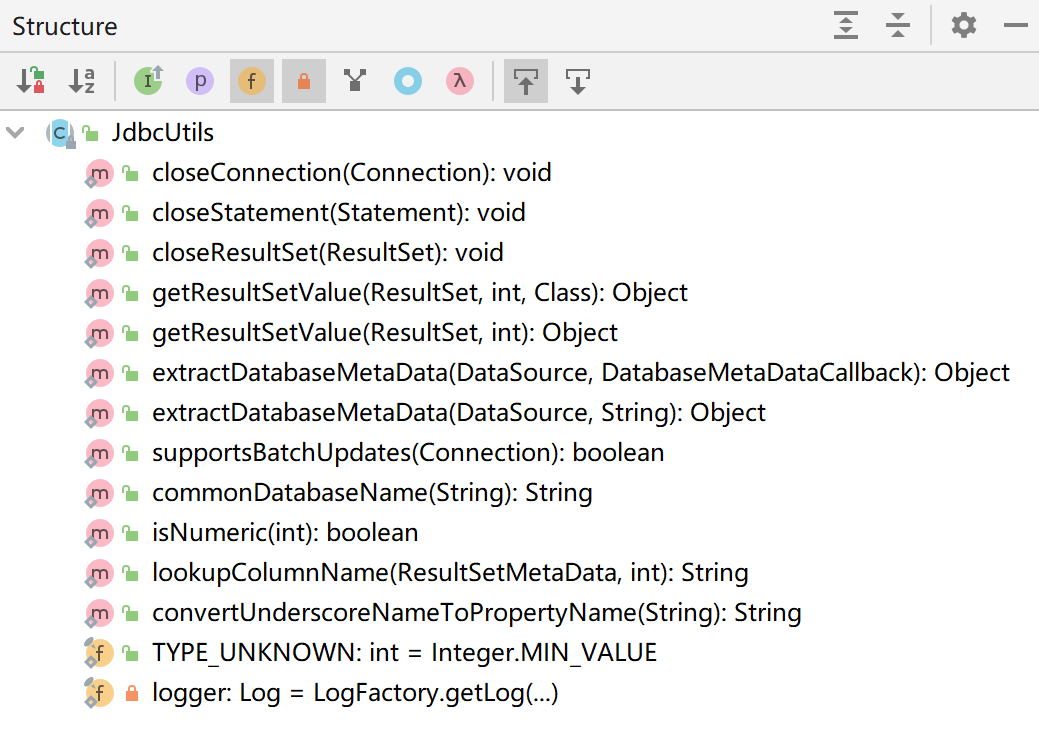 Structure
JdbcUtils
closeConnection(Connection): void
closeStatement(Statement): void
closeResultSet(ResultSet): void
getResultSetValue(ResultSet, int, Class): Object
getResultSetValue(ResultSet, int): Object
extractDatabaseMetaData(DataSource, DatabaseMetaDataCallback): Object
extractDatabaseMetaData(DataSource, String): Object
supportsBatchUpdates(Connection): boolean
commonDatabaseName(String): String
isNumeric(int): boolean
lookupColumnName(ResultSetMetaData, int): String
convertUnderscoreNameToPropertyName(String): String
TYPE_UNKNOWN: int = Integer.MIN_VALUE
logger: Log = LogFactory.getLog(...)